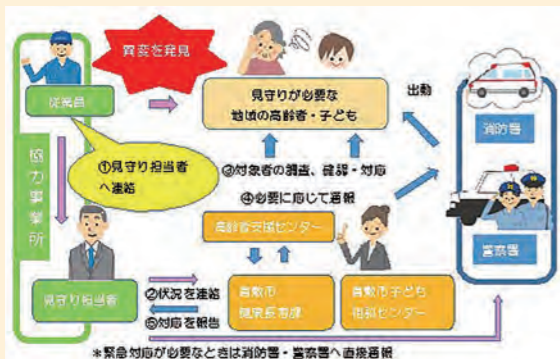 異変を発見
従業員
見守りが必要な
地域の高齢者・子ども
出動
消防署
協力事業所
①見守り担当者
へ連絡
③対象者の調査、確認・対応
④必要に応じて通報
高齢者支援センター
警察署
見守り担当者
②状況を連絡
⑤対応を報告
倉敷市
健康長寿課
倉敷市子ども
相談センター
*緊急対応が必要なときは消防署・警察署へ直接通報